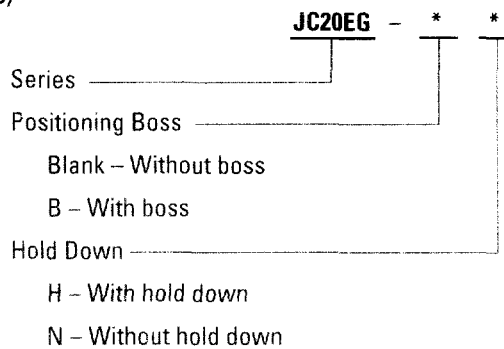 JC20EG – * *
Series
Positioning Boss
Blank – Without boss
B – With boss
Hold Down
H – With hold down
N – Without hold down